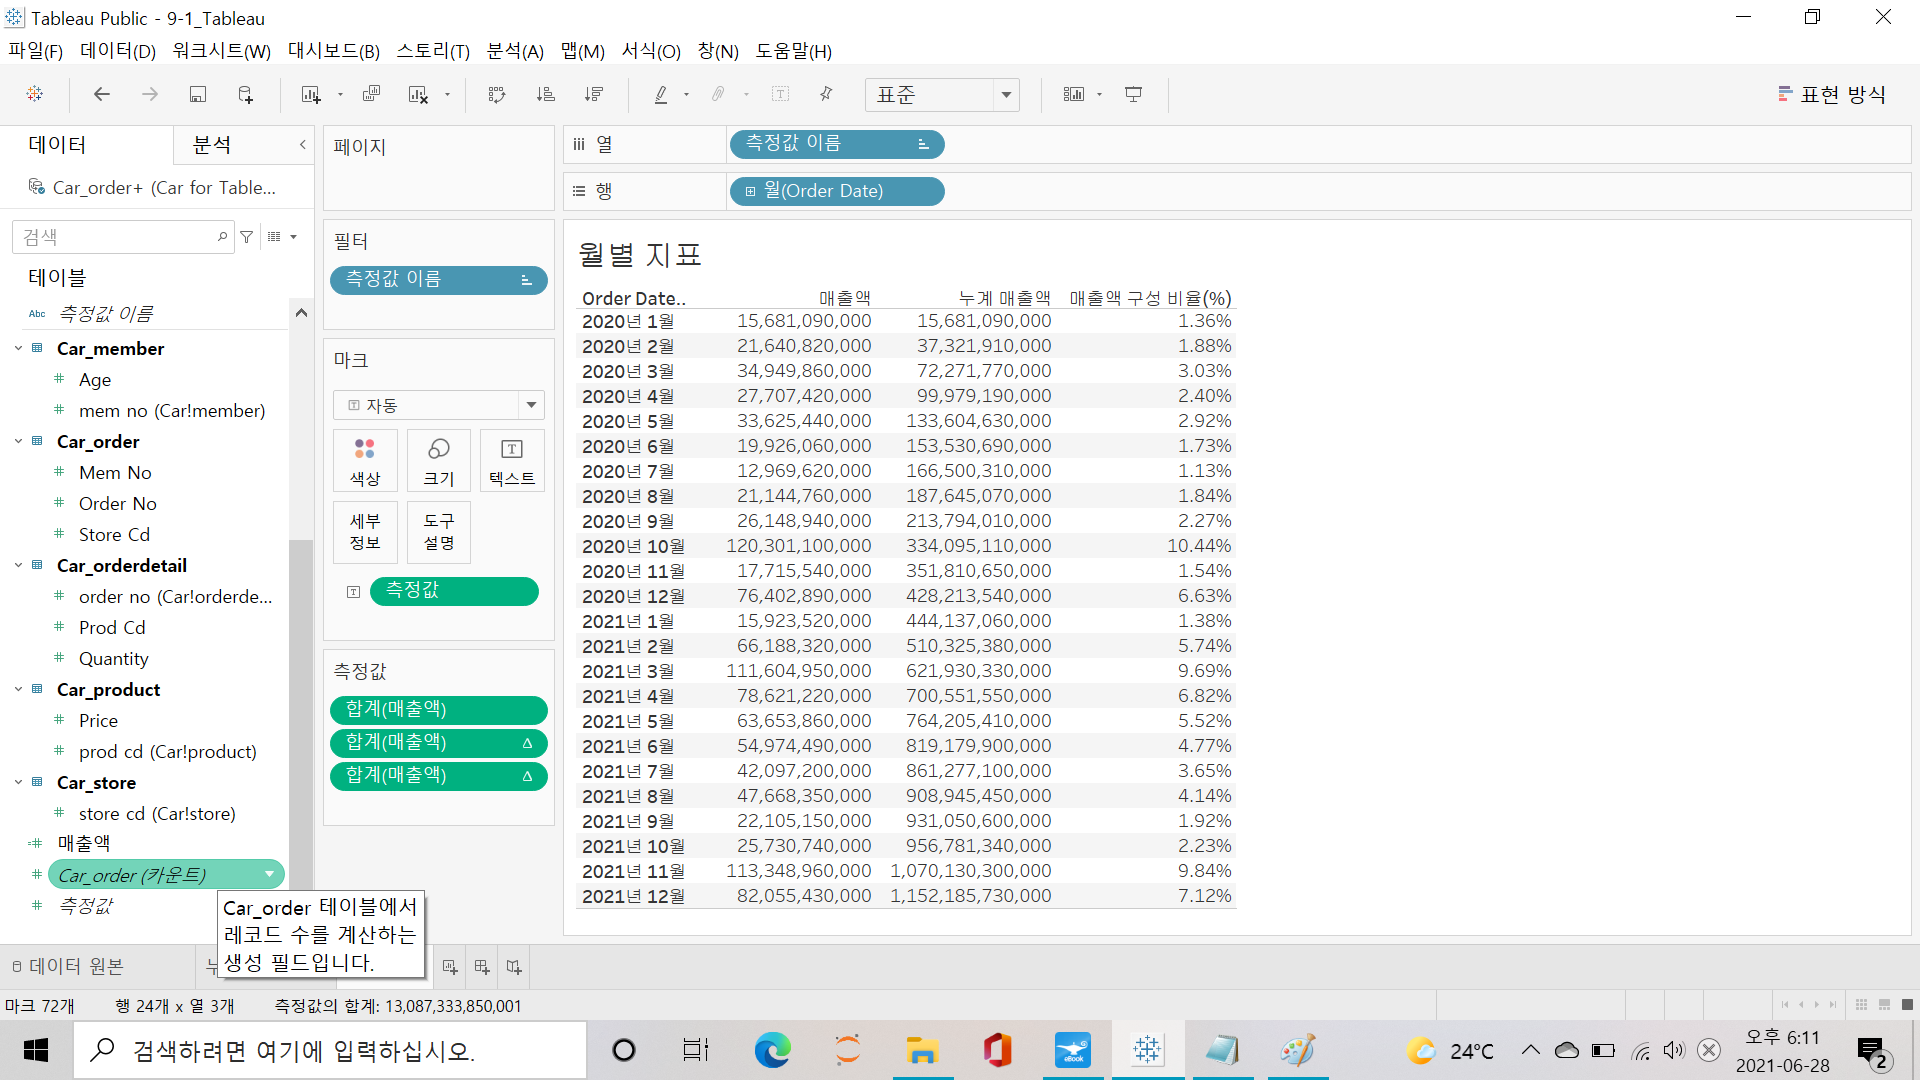 Tableau Public - 9-1_Tableau
파일(F) 데이터(D) 워크시트(W) 대시보드(B) 스토리(T) 분석(A) 맵(M) 서식(O) 창(N) 도움말(H)
표준
표현 방식
데이터 분석
Car_order+ (Car for Table...
검색
테이블
Abc 측정값 이름
Car_member
Age
mem no (Car!member)
Car_order
Mem No
Order No
Store Cd
Car_orderdetail
order no (Car!orderde...
Prod Cd
Quantity
Car_product
Price
prod cd (Car!product)
Car_store
store cd (Car!store)
매출액
Car_order (카운트)
측정값
Car_order 테이블에서
레코드 수를 계산하는
생성 필드입니다.
페이지
필터
측정값 이름
마크
자동
색상 크기 텍스트
세부
정보
도구
설명
측정값
측정값
합계(매출액)
합계(매출액) Δ
합계(매출액) Δ
열 측정값 이름
행 월(Order Date)
월별 지표
Order Date.. 매출액 누계 매출액 매출액 구성 비율(%)
2020년 1월 15,681,090,000 15,681,090,000 1.36%
2020년 2월 21,640,820,000 37,321,910,000 1.88%
2020년 3월 34,949,860,000 72,271,770,000 3.03%
2020년 4월 27,707,420,000 99,979,190,000 2.40%
2020년 5월 33,625,440,000 133,604,630,000 2.92%
2020년 6월 19,926,060,000 153,530,690,000 1.73%
2020년 7월 12,969,620,000 166,500,310,000 1.13%
2020년 8월 21,144,760,000 187,645,070,000 1.84%
2020년 9월 26,148,940,000 213,794,010,000 2.27%
2020년 10월 120,301,100,000 334,095,110,000 10.44%
2020년 11월 17,715,540,000 351,810,650,000 1.54%
2020년 12월 76,402,890,000 428,213,540,000 6.63%
2021년 1월 15,923,520,000 444,137,060,000 1.38%
2021년 2월 66,188,320,000 510,325,380,000 5.74%
2021년 3월 111,604,950,000 621,930,330,000 9.69%
2021년 4월 78,621,220,000 700,551,550,000 6.82%
2021년 5월 63,653,860,000 764,205,410,000 5.52%
2021년 6월 54,974,490,000 819,179,900,000 4.77%
2021년 7월 42,097,200,000 861,277,100,000 3.65%
2021년 8월 47,668,350,000 908,945,450,000 4.14%
2021년 9월 22,105,150,000 931,050,600,000 1.92%
2021년 10월 25,730,740,000 956,781,340,000 2.23%
2021년 11월 113,348,960,000 1,070,130,300,000 9.84%
2021년 12월 82,055,430,000 1,152,185,730,000 7.12%
데이터 원본
마크 72개 행 24개 x 열 3개 측정값의 합계: 13,087,333,850,001
검색하려면 여기에 입력하십시오.
eBook
24°C
오후 6:11
2021-06-28
2